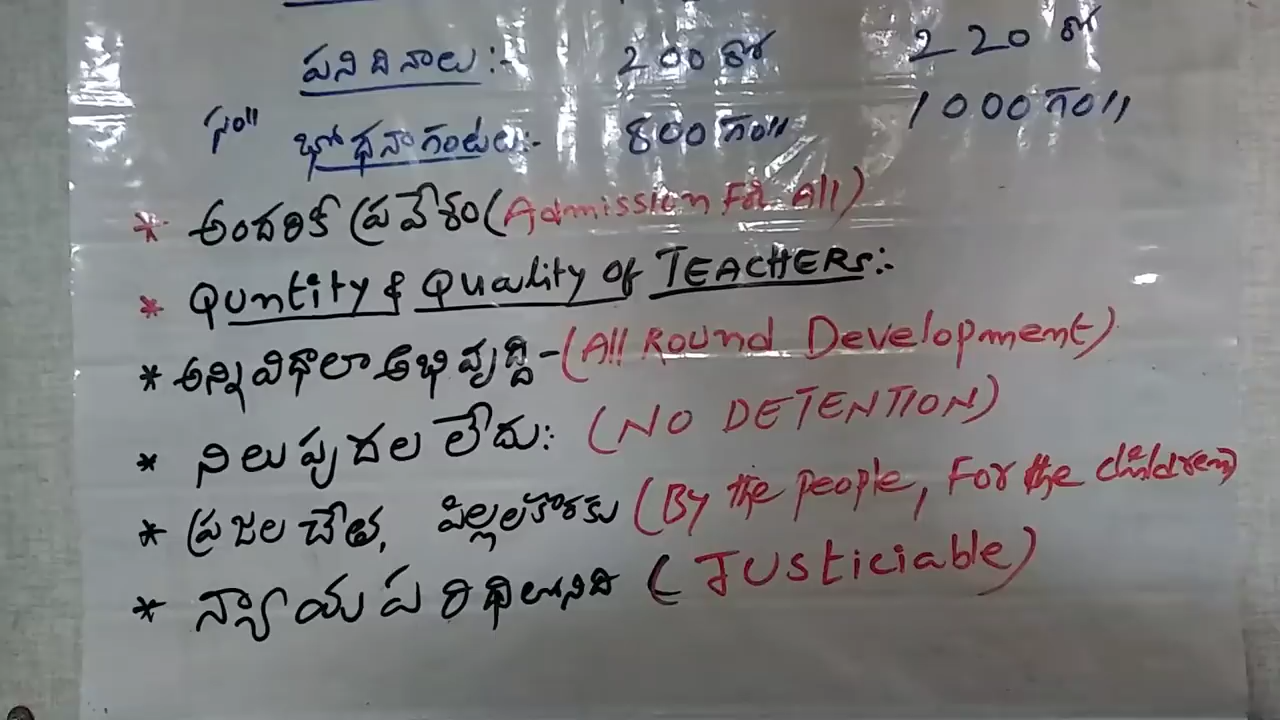 పని దినాలు :- 200 రో 220 రో
సం॥ భోధనా గంటలు:- 800 గం॥ 1000 గం॥
* అందరికీ ప్రవేశం (Admission For All)
* Quntity & Quality of TEACHERS:-
* అన్ని విధాలా అభివృద్ధి - (All Round Development)
* నిలుపుదల లేదు: (NO DETENTION)
* ప్రజల చేత, పిల్లలకొరకు (By the people, For the children)
* న్యాయ పరిధిలోనిది (Justiciable)